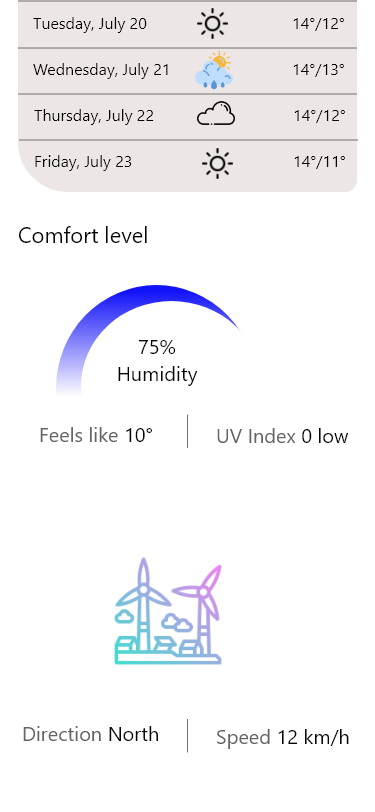 Tuesday, July 20 14°/12°
Wednesday, July 21 14°/13°
Thursday, July 22 14°/12°
Friday, July 23 14°/11°
Comfort level
75%
Humidity
Feels like 10° UV Index 0 low
Direction North Speed 12 km/h